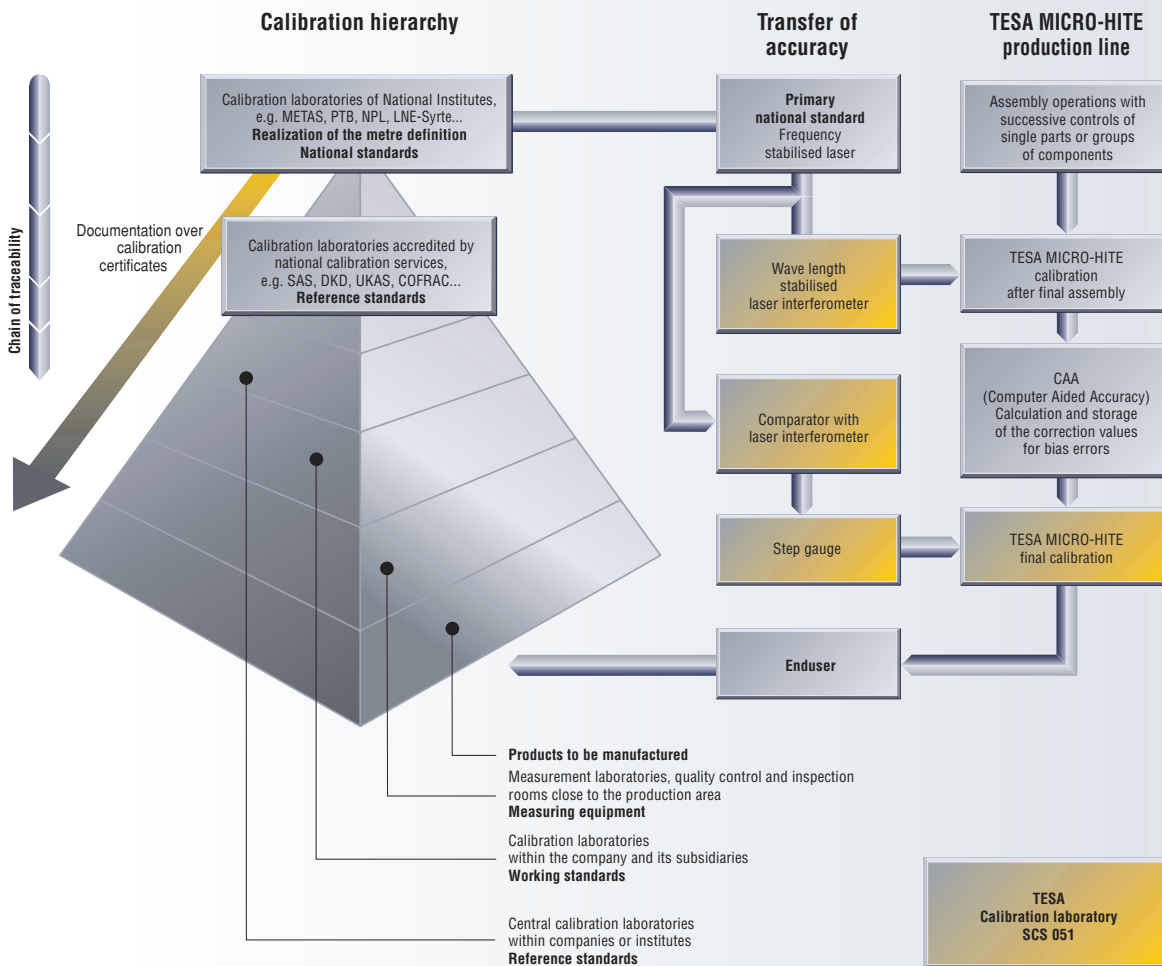 Calibration hierarchy
Transfer of
accuracy
TESA MICRO-HITE
production line
Chain of traceability
Documentation over
calibration
certificates
Calibration laboratories of National Institutes,
e.g. METAS, PTB, NPL, LNE-Syrte...
Realization of the metre definition
National standards
Calibration laboratories accredited by
national calibration services,
e.g. SAS, DKD, UKAS, COFRAC...
Reference standards
Products to be manufactured
Measurement laboratories, quality control and inspection
rooms close to the production area
Measuring equipment
Calibration laboratories
within the company and its subsidiaries
Working standards
Central calibration laboratories
within companies or institutes
Reference standards
Primary
national standard
Frequency
stabilised laser
Wave length
stabilised
laser interferometer
Comparator with
laser interferometer
Step gauge
Enduser
Assembly operations with
successive controls of
single parts or groups
of components
TESA MICRO-HITE
calibration
after final assembly
CAA
(Computer Aided Accuracy)
Calculation and storage
of the correction values
for bias errors
TESA MICRO-HITE
final calibration
TESA
Calibration laboratory
SCS 051